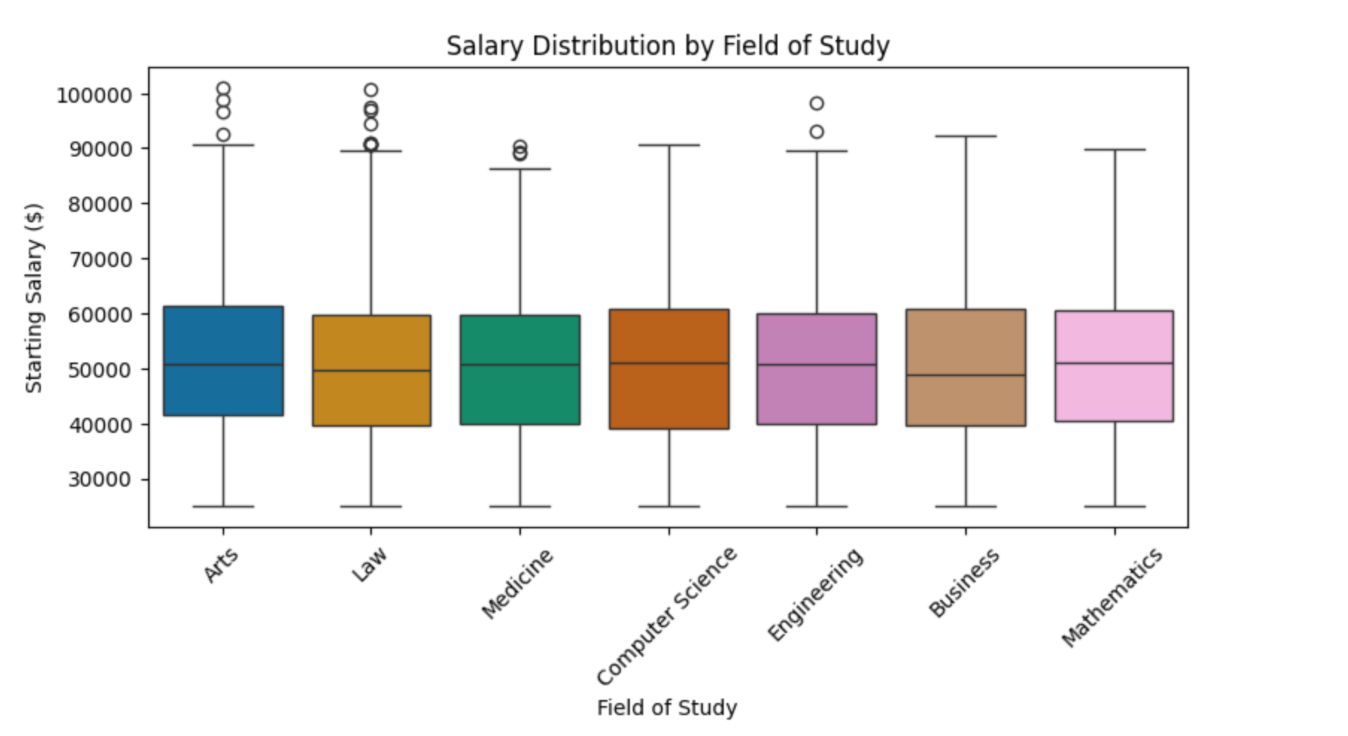 Salary Distribution by Field of Study
Starting Salary ($)
100000
90000
80000
70000
60000
50000
40000
30000
Arts
Law
Medicine
Computer Science
Engineering
Business
Mathematics
Field of Study